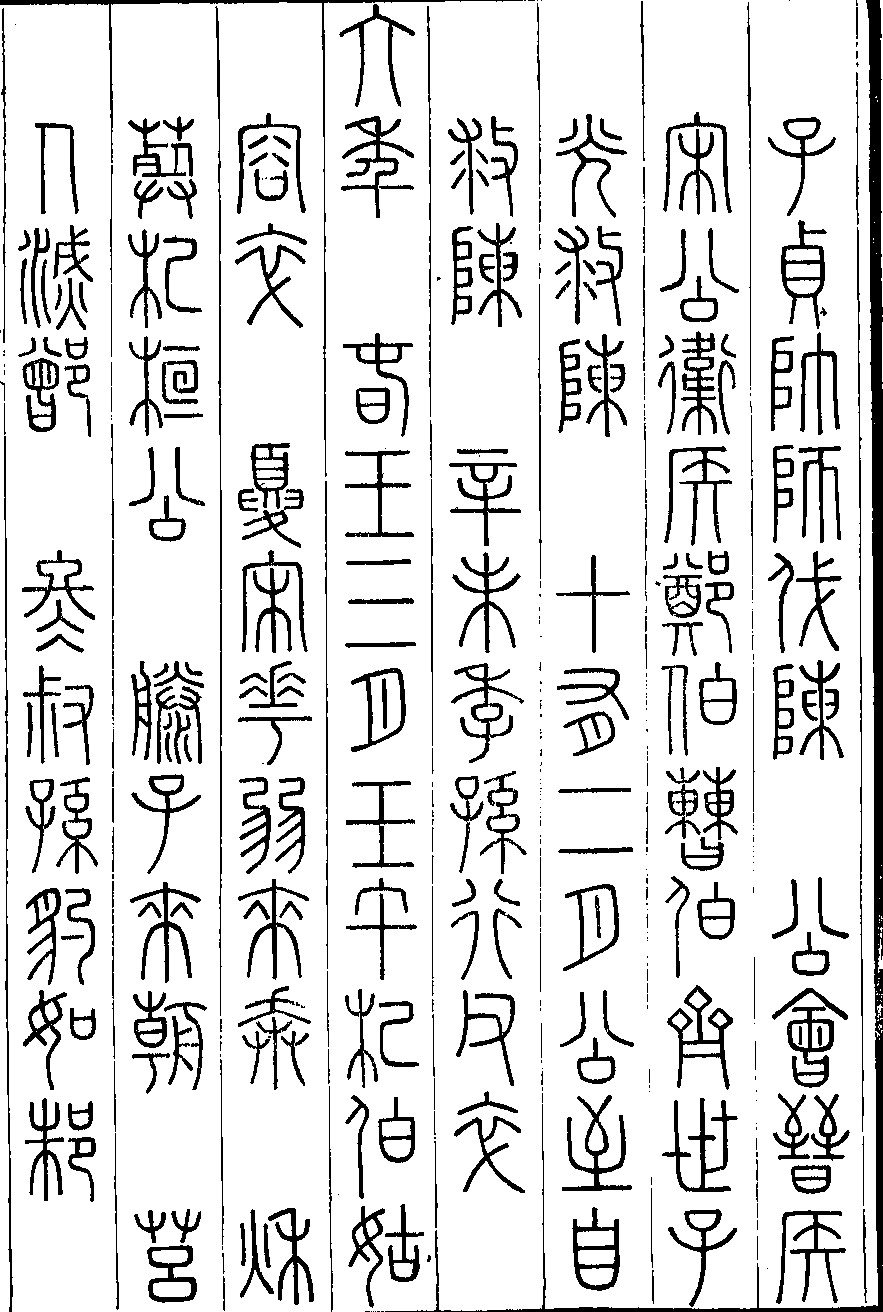 子貞帥師伐陳　公會晉侯
宋公衛侯鄭伯曹伯齊世子
光救陳　十有二月公至自
救陳　辛未季孫行父卒
六年　春王三月壬午杞伯姑
容卒　夏宋華弱來奔　秋
葬杞桓公　滕子來朝　莒
人滅鄫　冬叔孫豹如邾